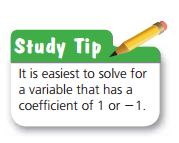 Study Tip
It is easiest to solve for
a variable that has a
coefficient of 1 or −1.